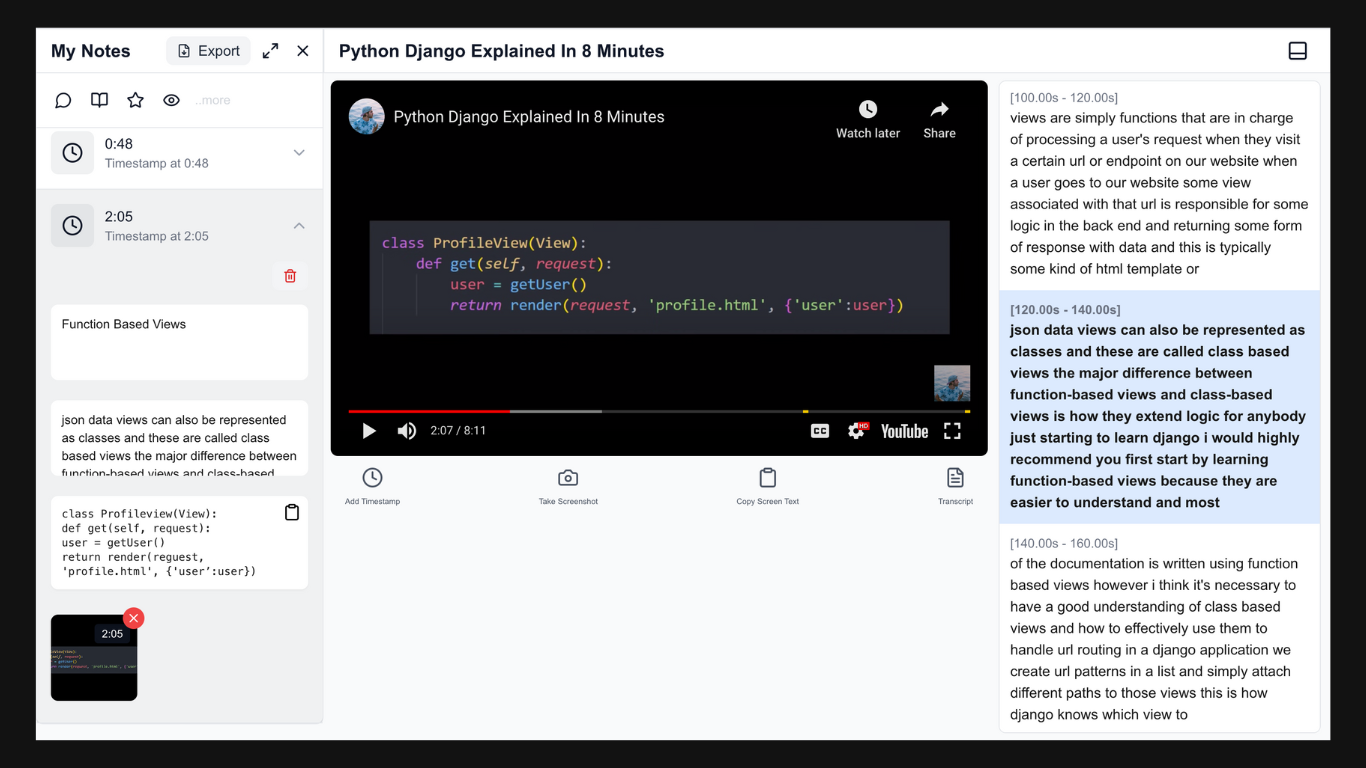 My Notes
Export
..more
0:48
Timestamp at 0:48
2:05
Timestamp at 2:05
Function Based Views
json data views can also be represented
as classes and these are called class
based views the major difference between
function-based views and class-based
class Profileview(View):
def get(self, request):
user = getUser()
return render(reguest,
'profile.html', {'user’:user})
2:05
Python Django Explained In 8 Minutes
Python Django Explained In 8 Minutes
Watch later
Share
class ProfileView(View):
def get(self, request):
user = getUser()
return render(request, 'profile.html', {'user':user})
2:07 / 8:11
CC
HD
YouTube
Add Timestamp
Take Screenshot
Copy Screen Text
Transcript
[100.00s - 120.00s]
views are simply functions that are in charge
of processing a user's request when they visit
a certain url or endpoint on our website when
a user goes to our website some view
associated with that url is responsible for some
logic in the back end and returning some form
of response with data and this is typically
some kind of html template or
[120.00s - 140.00s]
json data views can also be represented as
classes and these are called class based
views the major difference between
function-based views and class-based
views is how they extend logic for anybody
just starting to learn django i would highly
recommend you first start by learning
function-based views because they are
easier to understand and most
[140.00s - 160.00s]
of the documentation is written using function
based views however i think it's necessary to
have a good understanding of class based
views and how to effectively use them to
handle url routing in a django application we
create url patterns in a list and simply attach
different paths to those views this is how
django knows which view to